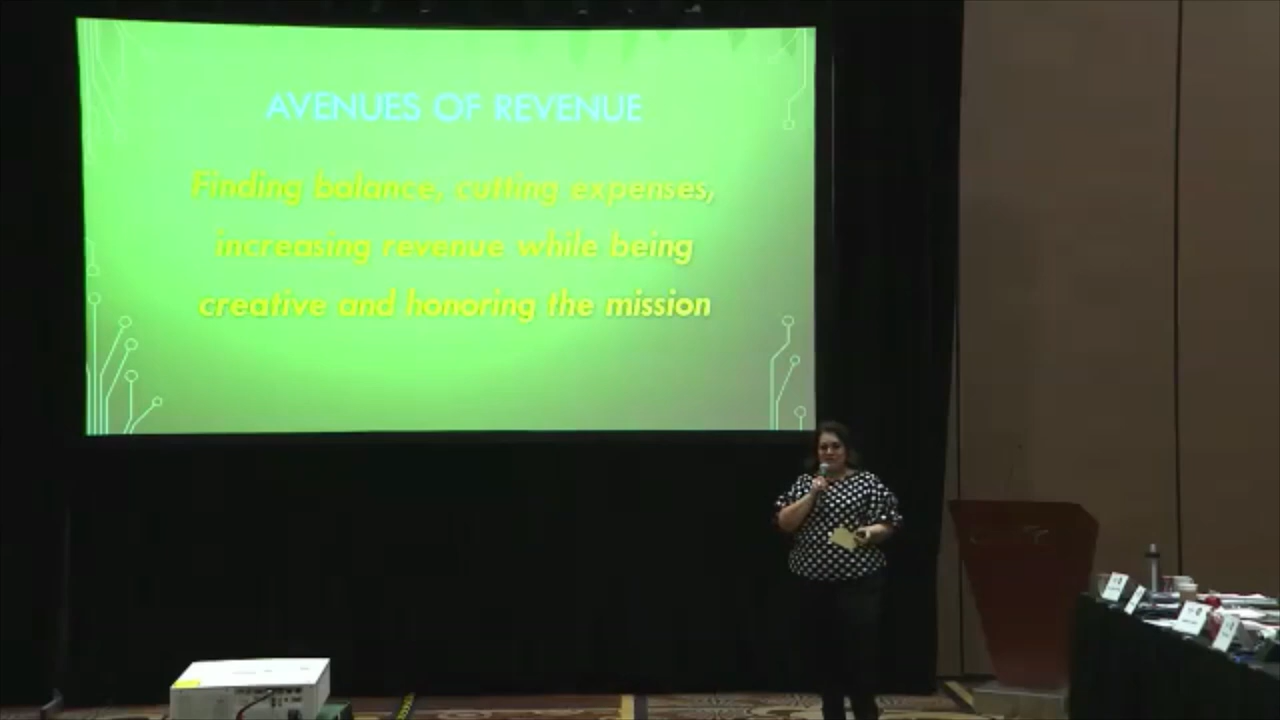 AVENUES OF REVENUE
Finding balance, cutting expenses,
increasing revenue while being
creative and honoring the mission